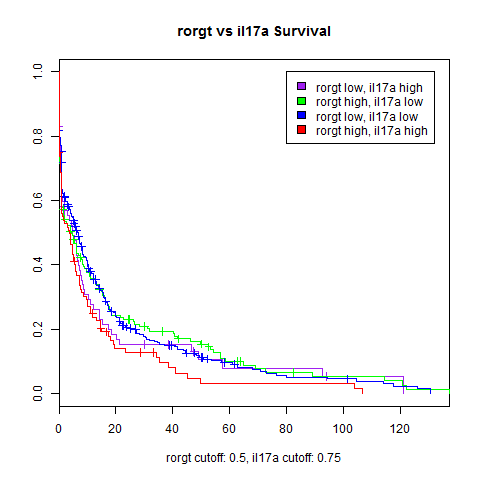 rorgt vs il17a Survival
1.0
0.8
0.6
0.4
0.2
0.0
rorgt low, il17a high
rorgt high, il17a low
rorgt low, il17a low
rorgt high, il17a high
0 20 40 60 80 100 120
rorgt cutoff: 0.5, il17a cutoff: 0.75